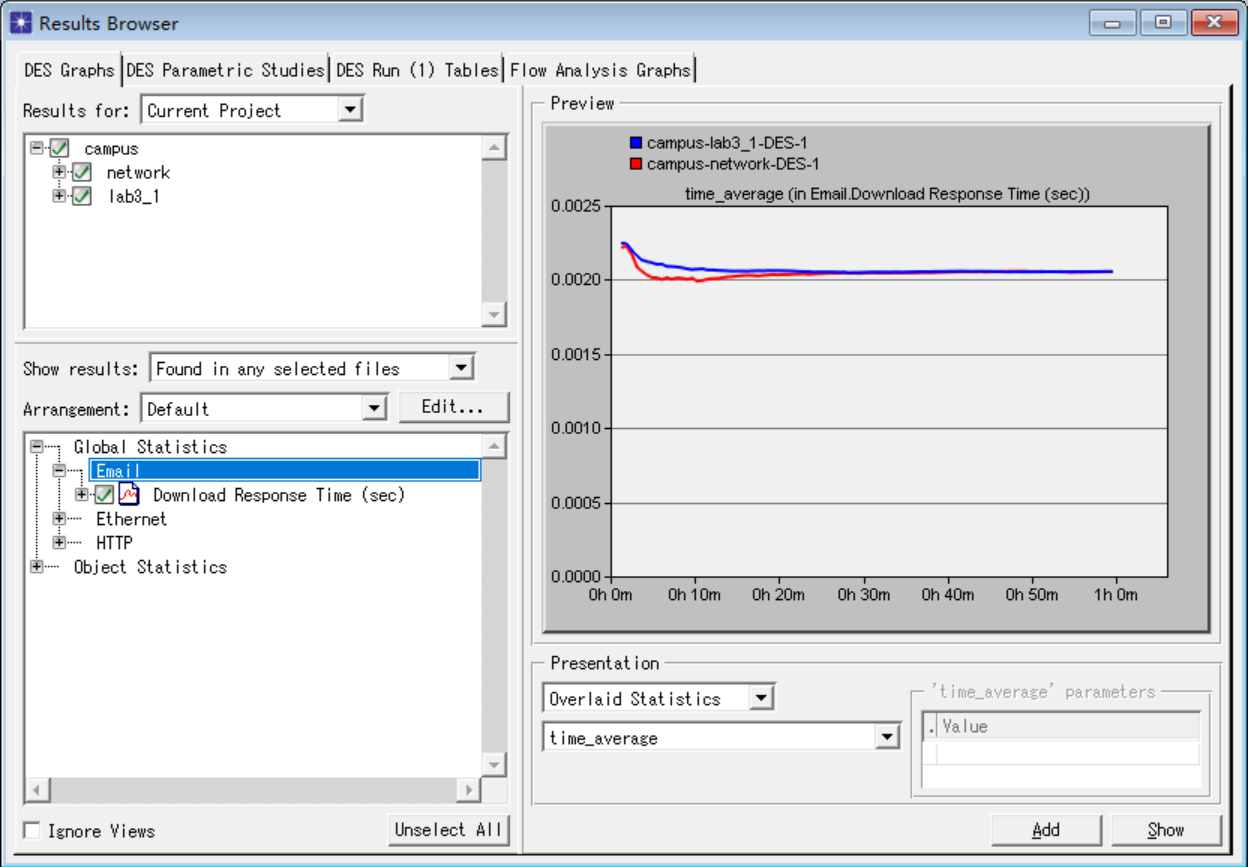 Results Browser
DES Graphs DES Parametric Studies DES Run (1) Tables Flow Analysis Graphs
Results for: Current Project
campus
network
lab3_1
Show results: Found in any selected files
Arrangement: Default Edit...
Global Statistics
Email
Download Response Time (sec)
Ethernet
HTTP
Object Statistics
Ignore Views Unselect All
Preview
campus-lab3_1-DES-1
campus-network-DES-1
time_average (in Email.Download Response Time (sec))
0.0025
0.0020
0.0015
0.0010
0.0005
0.0000
0h 0m 0h 10m 0h 20m 0h 30m 0h 40m 0h 50m 1h 0m
Presentation
Overlaid Statistics
time_average
'time_average' parameters
. Value
Add Show